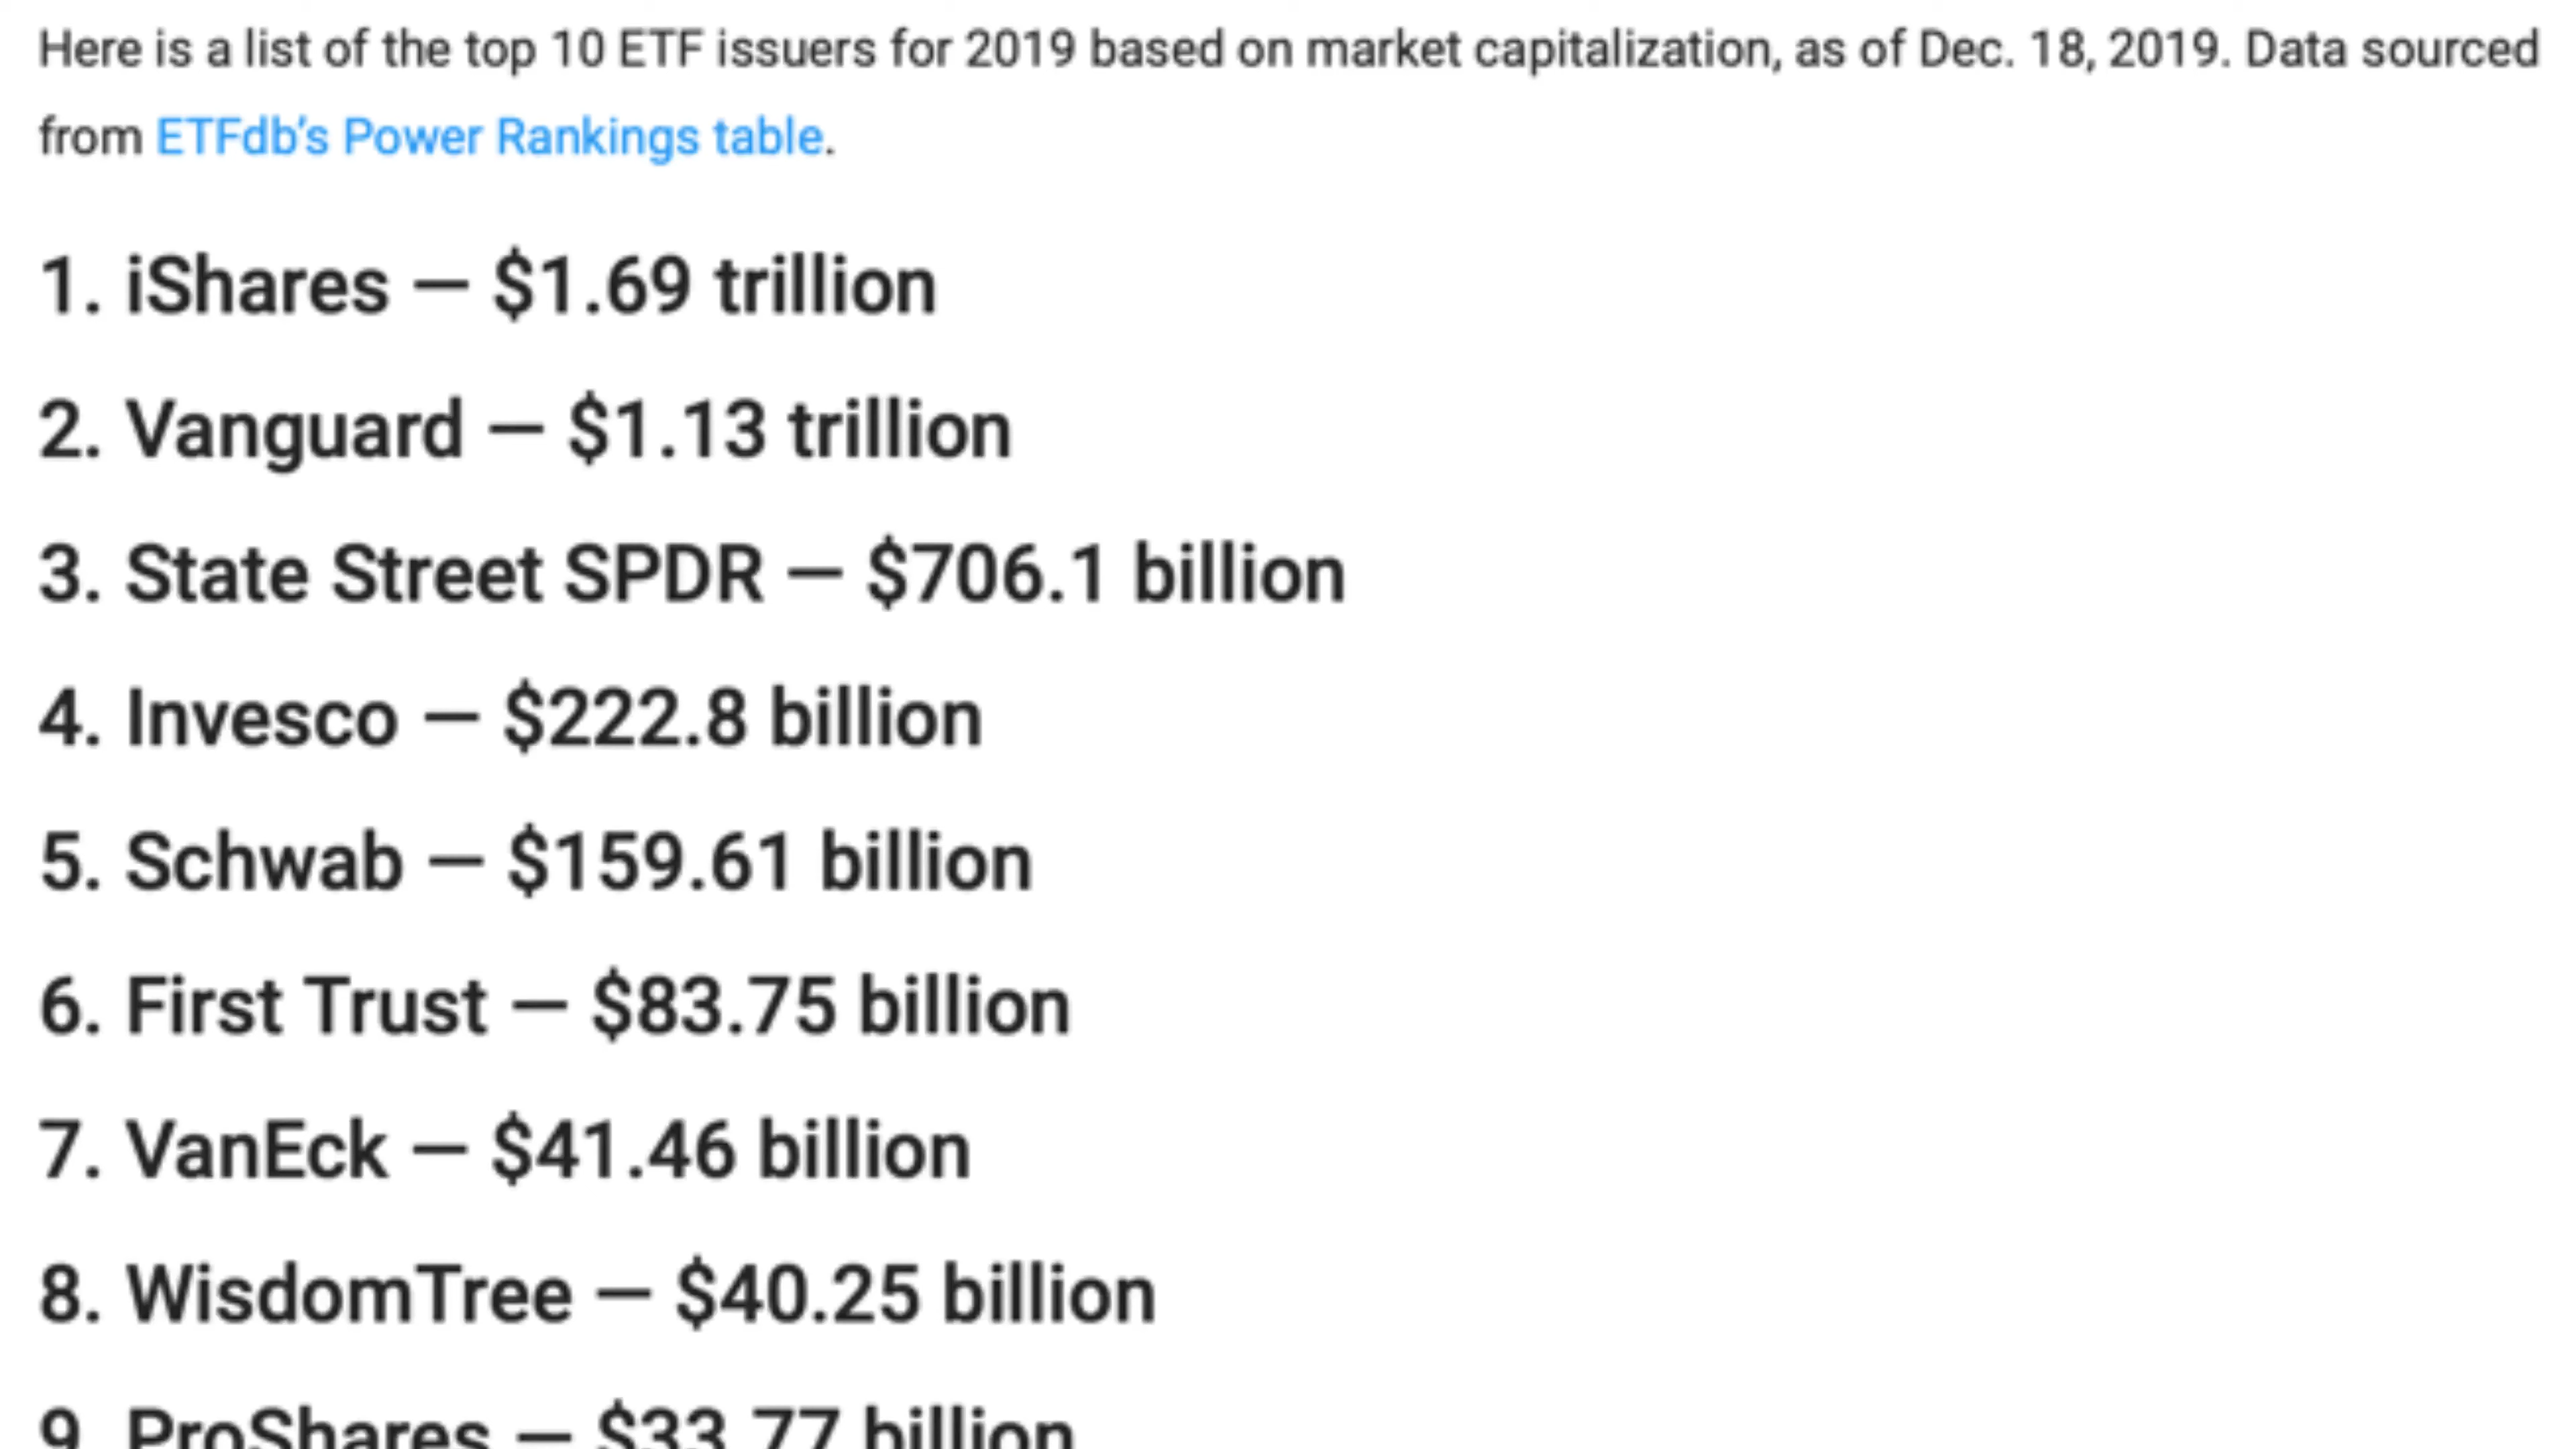 Here is a list of the top 10 ETF issuers for 2019 based on market capitalization, as of Dec. 18, 2019. Data sourced
from ETFdb’s Power Rankings table.
1. iShares — $1.69 trillion
2. Vanguard — $1.13 trillion
3. State Street SPDR — $706.1 billion
4. Invesco — $222.8 billion
5. Schwab — $159.61 billion
6. First Trust — $83.75 billion
7. VanEck — $41.46 billion
8. WisdomTree — $40.25 billion
9. ProShares — $33.77 billion